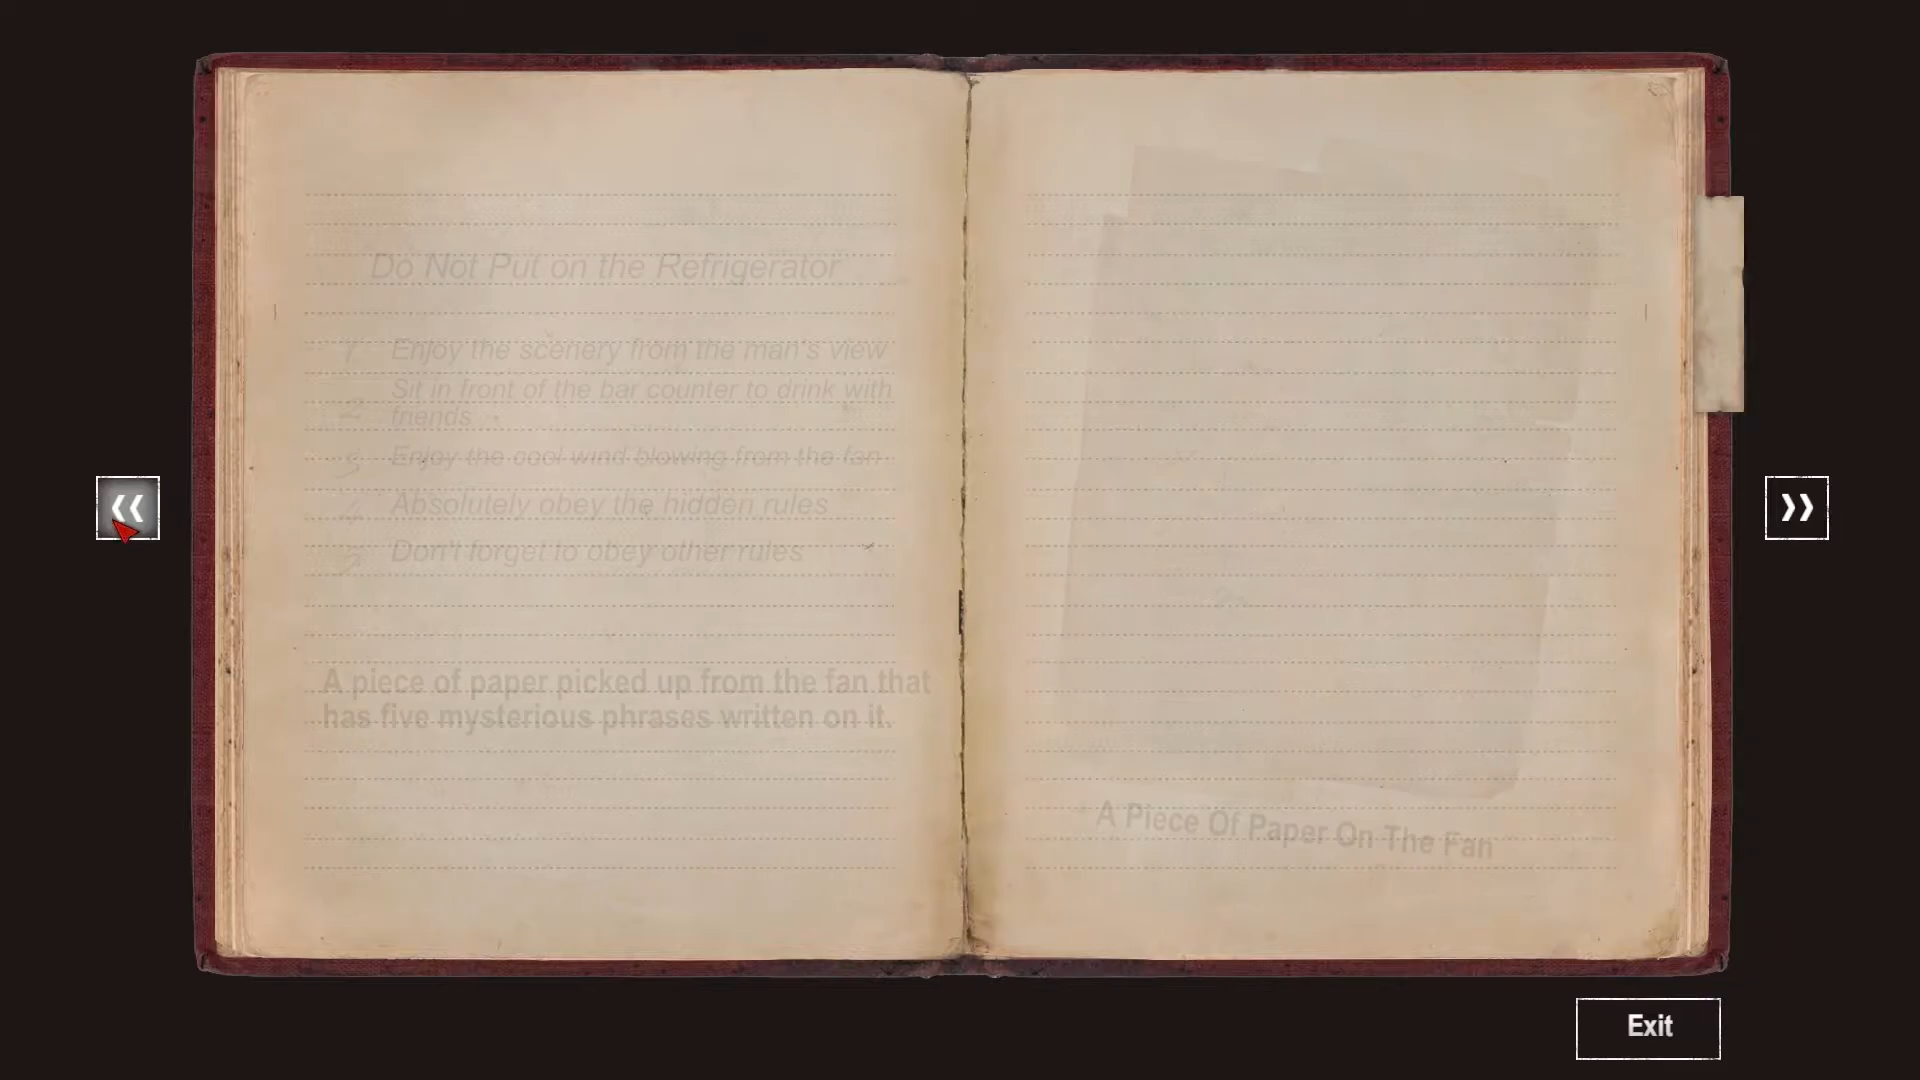 Do Not Put on the Refrigerator
1 Enjoy the scenery from the man's view
Sit in front of the bar counter to drink with
2
friends
3 Enjoy the cool wind blowing from the fan
4 Absolutely obey the hidden rules
5 Don't forget to obey other rules
A piece of paper picked up from the fan that
has five mysterious phrases written on it.
A Piece Of Paper On The Fan
Exit